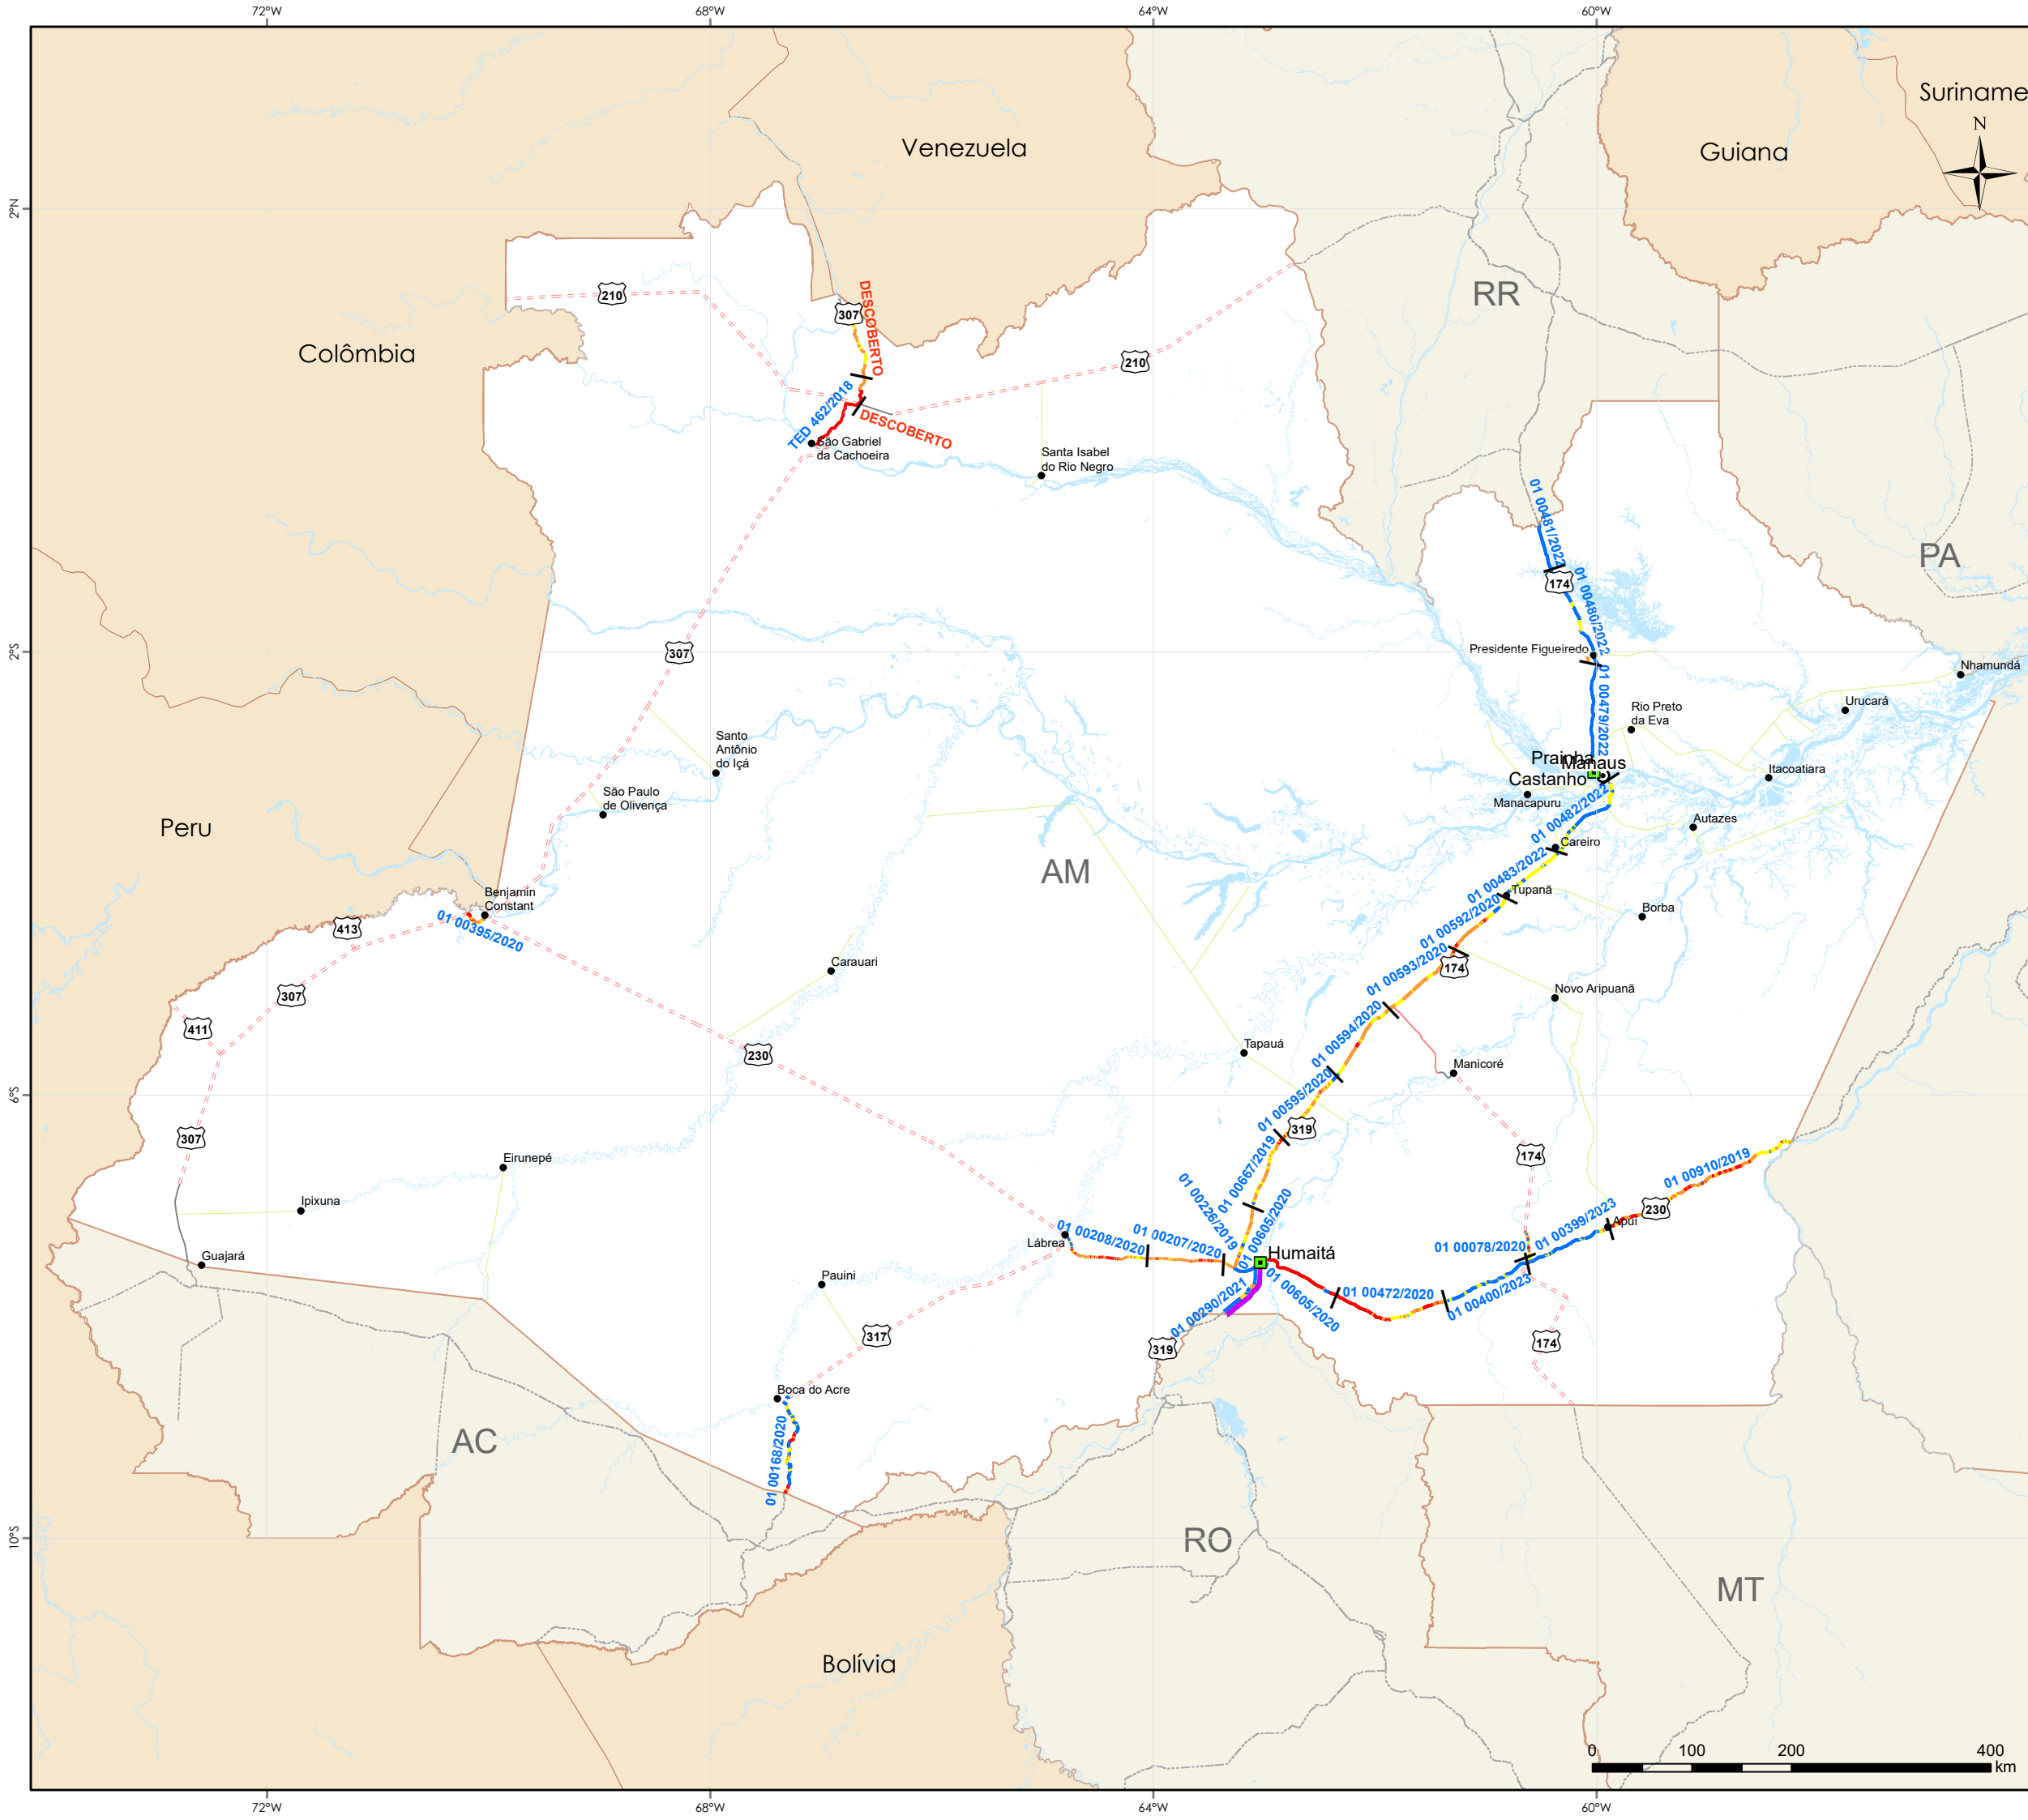 72°W
68°W
64°W
60°W
Suriname
N
Venezuela
Guiana
2°N
210
RR
307
DESCOBERTO
Colômbia
210
TED 462/2018
DESCOBERTO
São Gabriel
da Cachoeira
Santa Isabel
do Rio Negro
01 00481/2022
PA
174
01 00480/2022
2°S
307
Presidente Figueiredo
Nhamundá
01 00479/2022
Urucará
Rio Preto
da Eva
Santo
Antônio
do Içá
Prainha
Manaus
Castanho
Itacoatiara
São Paulo
de Olivença
Manacapuru
01 00482/2022
Autazes
Peru
Careiro
AM
01 00483/2022
Tupanã
Benjamin
Constant
01 00592/2020
Borba
413
01 00395/2020
01 00593/2020
174
Carauari
307
Novo Aripuanã
411
01 00594/2020
230
Tapauá
Manicoré
6°S
01 00595/2020
307
319
174
Eirunepé
01 00667/2019
01 00910/2019
Ipixuna
01 00226/2019
01 00605/2020
230
01 00399/2023
Apuí
01 00208/2020
01 00207/2020
Lábrea
01 00078/2020
Guajará
Humaitá
Pauini
01 00290/2021
01 00605/2020
01 00472/2020
01 00400/2023
317
319
174
Boca do Acre
AC
01 00168/2020
10°S
RO
MT
Bolívia
0
100
200
400
km
72°W
68°W
64°W
60°W